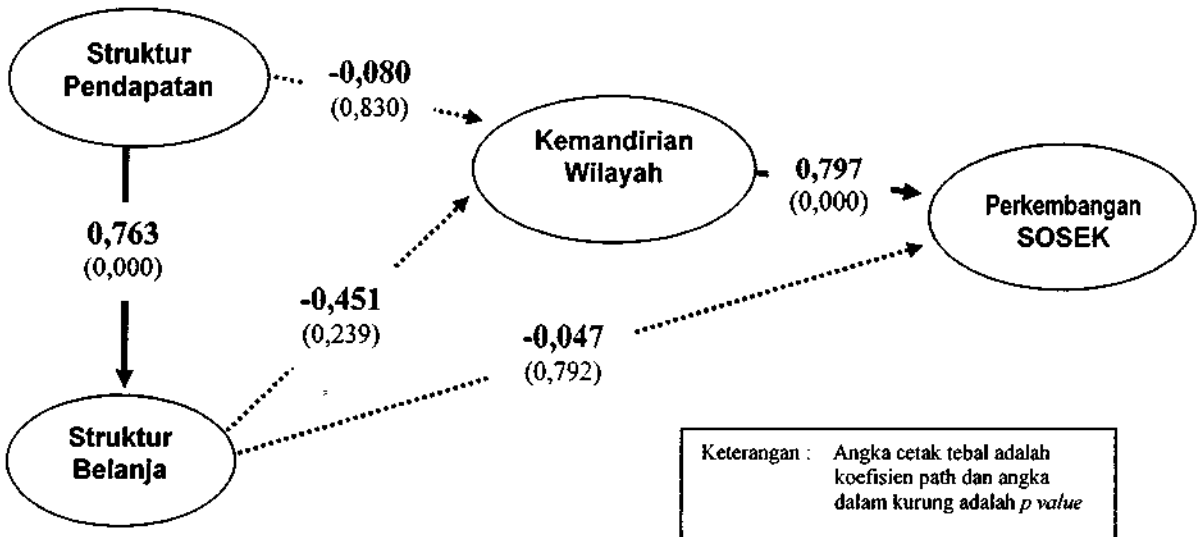 Struktur
Pendapatan
-0,080
(0,830)
Kemandirian
Wilayah
0,797
(0,000)
Perkembangan
SOSEK
0,763
(0,000)
-0,451
(0,239)
-0,047
(0,792)
Struktur
Belanja
Keterangan : Angka cetak tebal adalah
koefisien path dan angka
dalam kurung adalah p value